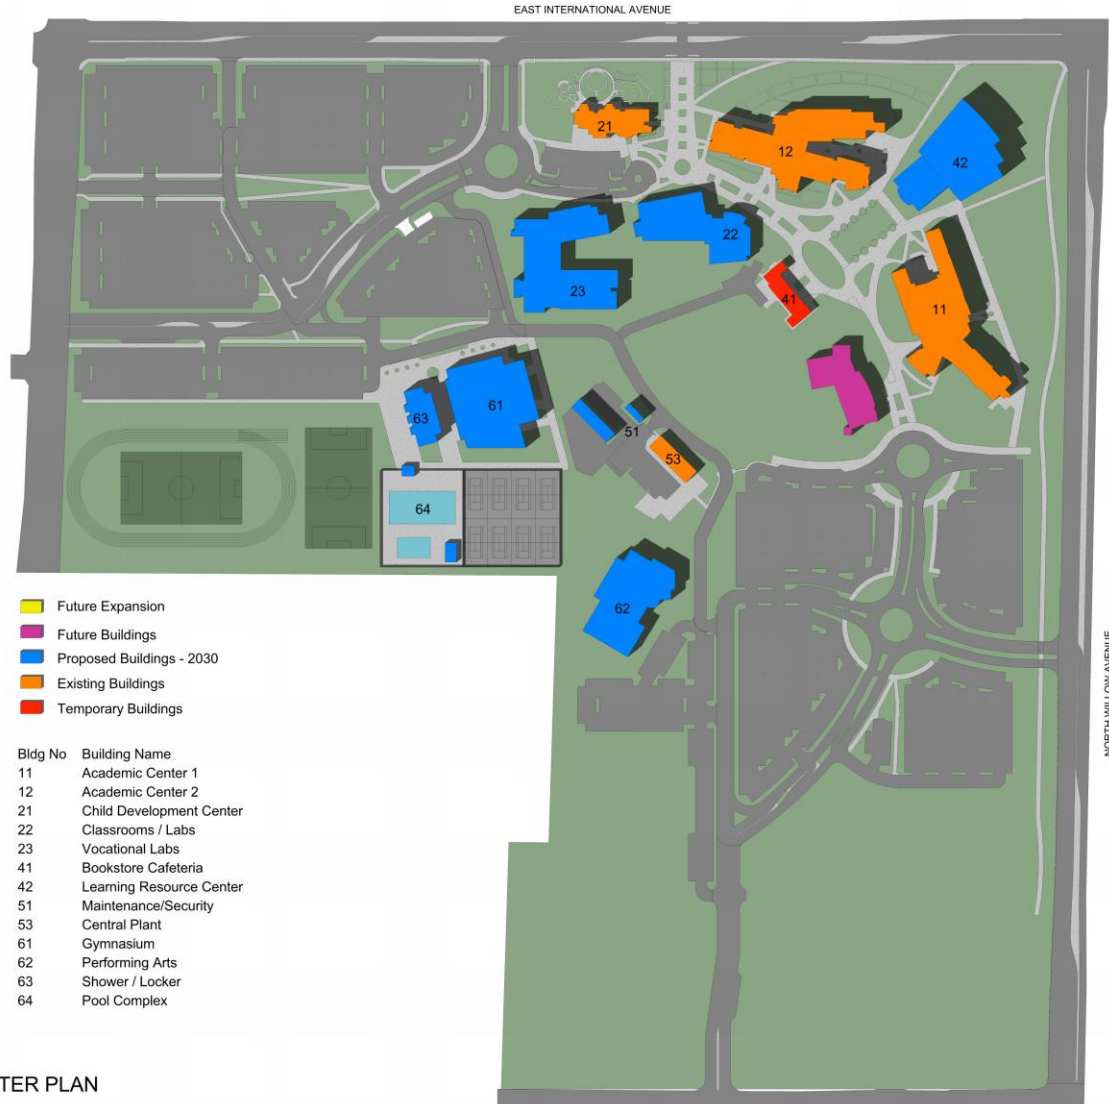 EAST INTERNATIONAL AVENUE
21
12
42
22
23
41
11
61
63
51
53
64
62
NORTH WILLOW AVENUE
Future Expansion
Future Buildings
Proposed Buildings - 2030
Existing Buildings
Temporary Buildings
Bldg No Building Name
11 Academic Center 1
12 Academic Center 2
21 Child Development Center
22 Classrooms / Labs
23 Vocational Labs
41 Bookstore Cafeteria
42 Learning Resource Center
51 Maintenance/Security
53 Central Plant
61 Gymnasium
62 Performing Arts
63 Shower / Locker
64 Pool Complex
TER PLAN